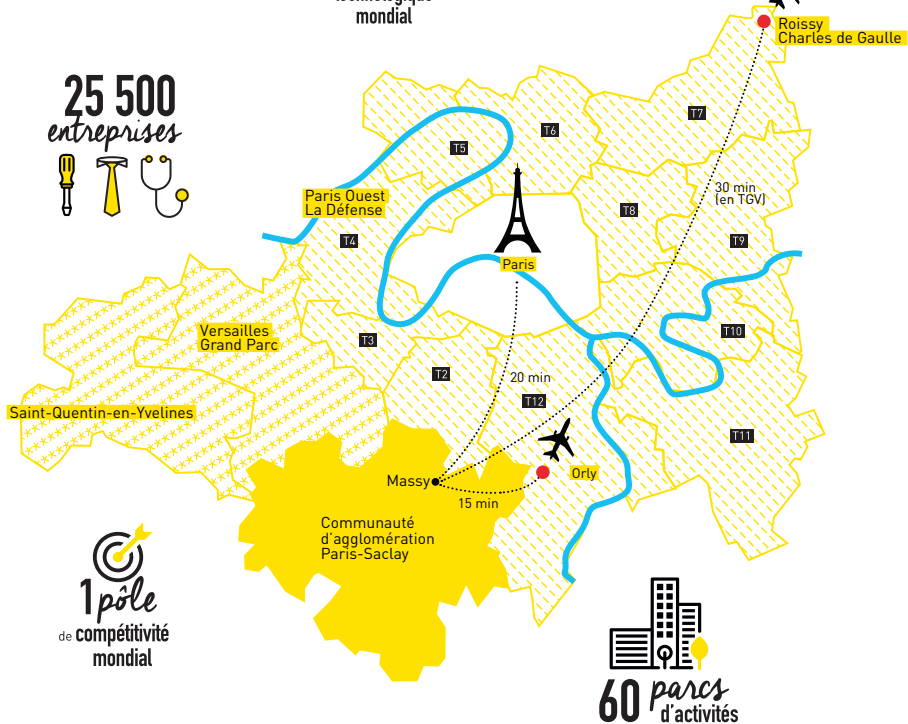 mondial
Roissy
Charles de Gaulle
25 500
entreprises
T7
T6
T5
30 min
(en TGV)
Paris Ouest
La Défense
T8
T4
T9
Paris
Versailles
Grand Parc
T10
T3
T2
20 min
T12
Saint-Quentin-en-Yvelines
T11
Orly
Massy
15 min
Communauté
d'agglomération
Paris-Saclay
1 pôle
de compétitivité
mondial
60 parcs
d'activités